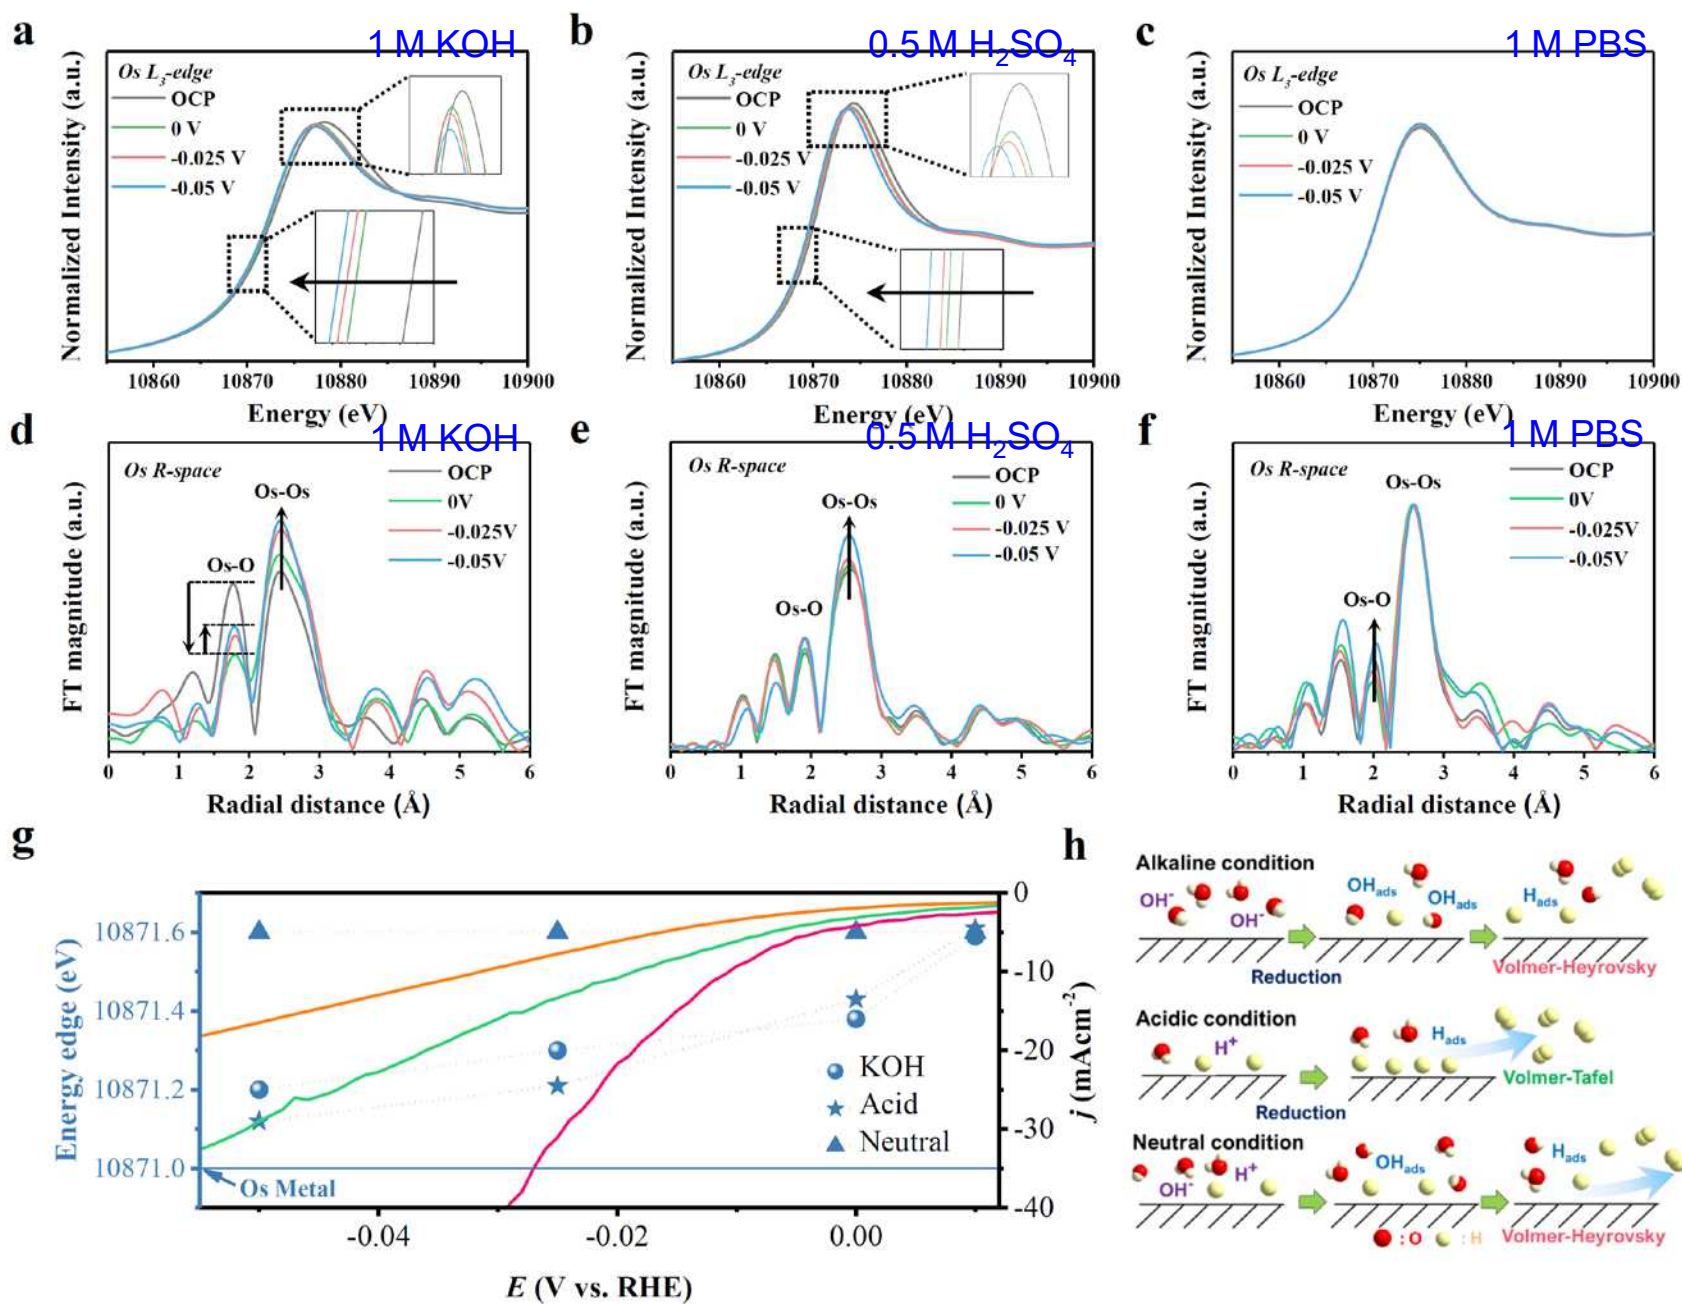 a
1 M KOH
Os L3-edge
OCP
0 V
-0.025 V
-0.05 V
Normalized Intensity (a.u.)
10860 10870 10880 10890 10900
Energy (eV)
b
0.5 M H2SO4
Os L3-edge
OCP
0 V
-0.025 V
-0.05 V
Normalized Intensity (a.u.)
10860 10870 10880 10890 10900
Energy (eV)
c
1 M PBS
Os L3-edge
OCP
0 V
-0.025 V
-0.05 V
Normalized Intensity (a.u.)
10860 10870 10880 10890 10900
Energy (eV)
d
1 M KOH
Os R-space
OCP
0V
-0.025V
-0.05V
Os-Os
Os-O
FT magnitude (a.u.)
0 1 2 3 4 5 6
Radial distance (Å)
e
0.5 M H2SO4
Os R-space
OCP
0 V
-0.025 V
-0.05 V
Os-Os
Os-O
FT magnitude (a.u.)
0 1 2 3 4 5 6
Radial distance (Å)
f
1 M PBS
Os R-space
OCP
0V
-0.025V
-0.05V
Os-Os
Os-O
FT magnitude (a.u.)
0 1 2 3 4 5 6
Radial distance (Å)
g
Energy edge (eV)
10871.6
10871.4
10871.2
10871.0
Os Metal
KOH
Acid
Neutral
0
-10
-20
-30
-40
j (mAcm-2)
-0.04 -0.02 0.00
E (V vs. RHE)
h
Alkaline condition
OH-
OH-
OHads
OHads
Hads
Reduction
Volmer-Heyrovsky
Acidic condition
H+
Hads
Volmer-Tafel
Reduction
Neutral condition
OH-
H+
OHads
Hads
: O
: H
Volmer-Heyrovsky